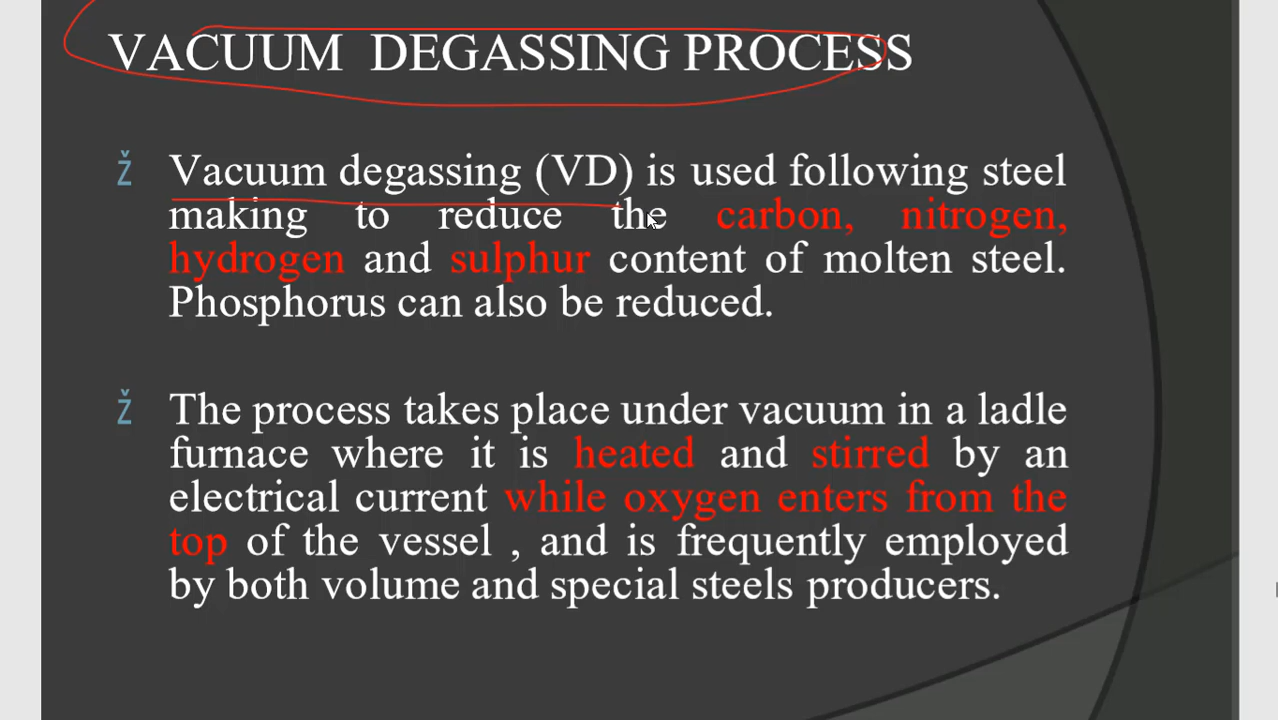 VACUUM DEGASSING PROCESS
Ž Vacuum degassing (VD) is used following steel
making to reduce the carbon, nitrogen,
hydrogen and sulphur content of molten steel.
Phosphorus can also be reduced.
Ž The process takes place under vacuum in a ladle
furnace where it is heated and stirred by an
electrical current while oxygen enters from the
top of the vessel , and is frequently employed
by both volume and special steels producers.